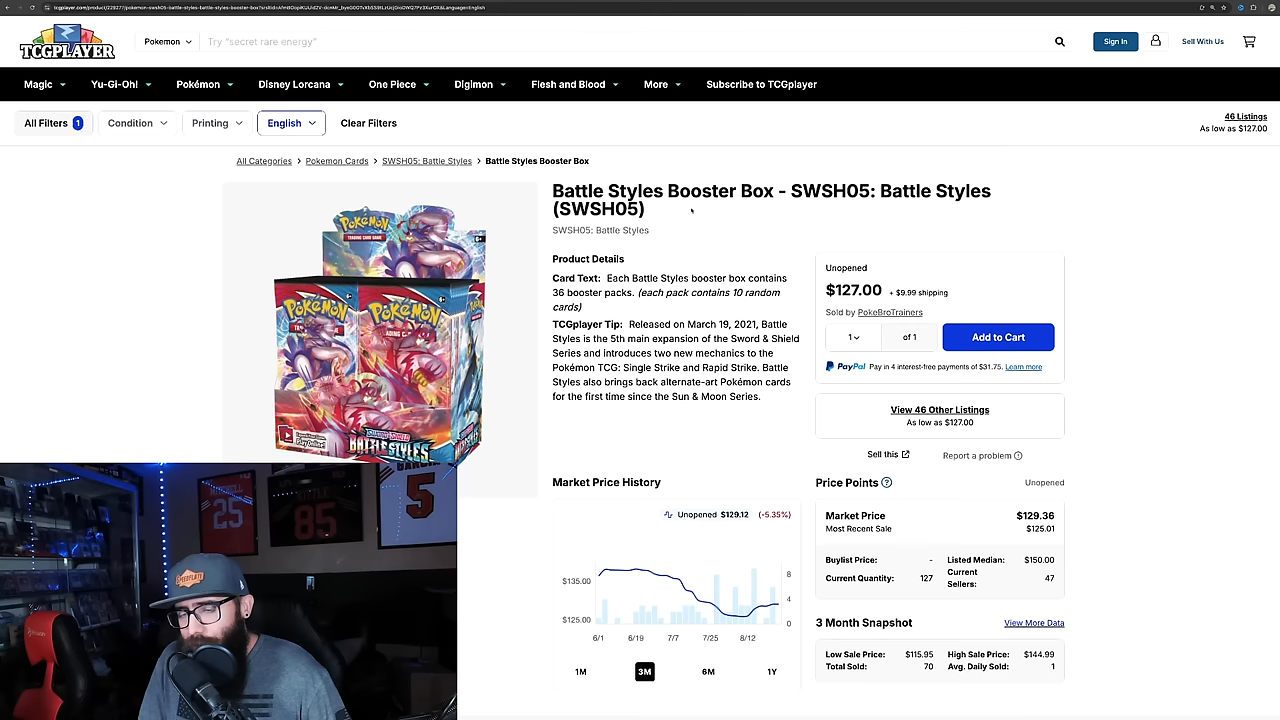 TCGPLAYER
Pokemon
Try "secret rare energy"
Sign In
Sell With Us
Magic
Yu-Gi-Oh!
Pokémon
Disney Lorcana
One Piece
Digimon
Flesh and Blood
More
Subscribe to TCGplayer
All Filters 1
Condition
Printing
English
Clear Filters
46 Listings
As low as $127.00
All Categories > Pokemon Cards > SWSH05: Battle Styles > Battle Styles Booster Box
Battle Styles Booster Box - SWSH05: Battle Styles
(SWSH05)
SWSH05: Battle Styles
Product Details
Card Text: Each Battle Styles booster box contains
36 booster packs. (each pack contains 10 random
cards)
TCGplayer Tip: Released on March 19, 2021, Battle
Styles is the 5th main expansion of the Sword & Shield
Series and introduces two new mechanics to the
Pokémon TCG: Single Strike and Rapid Strike. Battle
Styles also brings back alternate-art Pokémon cards
for the first time since the Sun & Moon Series.
Unopened
$127.00 + $9.99 shipping
Sold by PokeBroTrainers
1 of 1
Add to Cart
PayPal Pay in 4 interest-free payments of $31.75. Learn more
View 46 Other Listings
As low as $127.00
Sell this
Report a problem
POKéMON
POKéMON
POKéMON
BATTLE STYLES
Market Price History
Unopened $129.12 (-5.35%)
$135.00
$125.00
8
4
0
6/1 6/19 7/7 7/25 8/12
1M 3M 6M 1Y
Price Points
Unopened
Market Price $129.36
Most Recent Sale $125.01
Buylist Price: -
Listed Median: $150.00
Current Quantity: 127
Current Sellers: 47
3 Month Snapshot
View More Data
Low Sale Price: $115.95
High Sale Price: $144.99
Total Sold: 70
Avg. Daily Sold: 1
25
85
GARCIA
5